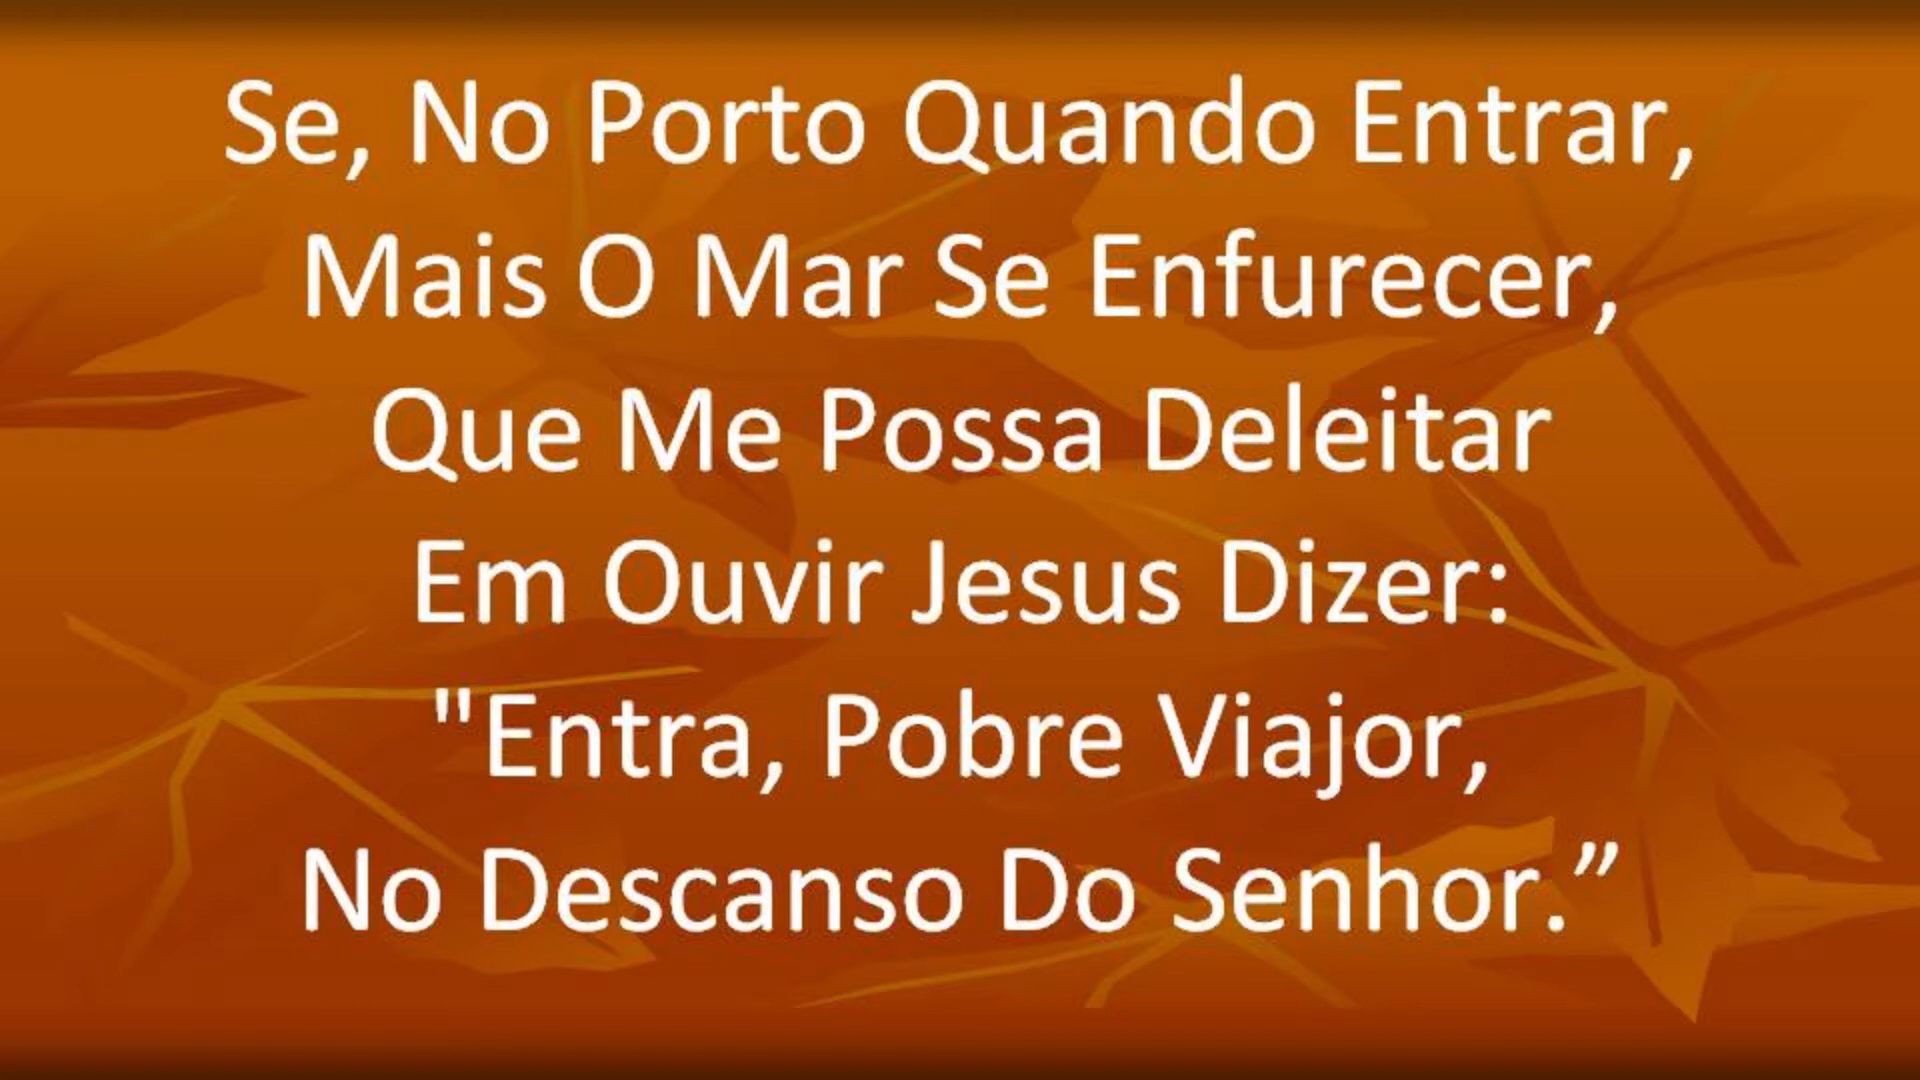 Se, No Porto Quando Entrar,
Mais O Mar Se Enfurecer,
Que Me Possa Deleitar
Em Ouvir Jesus Dizer:
"Entra, Pobre Viajor,
No Descanso Do Senhor.”